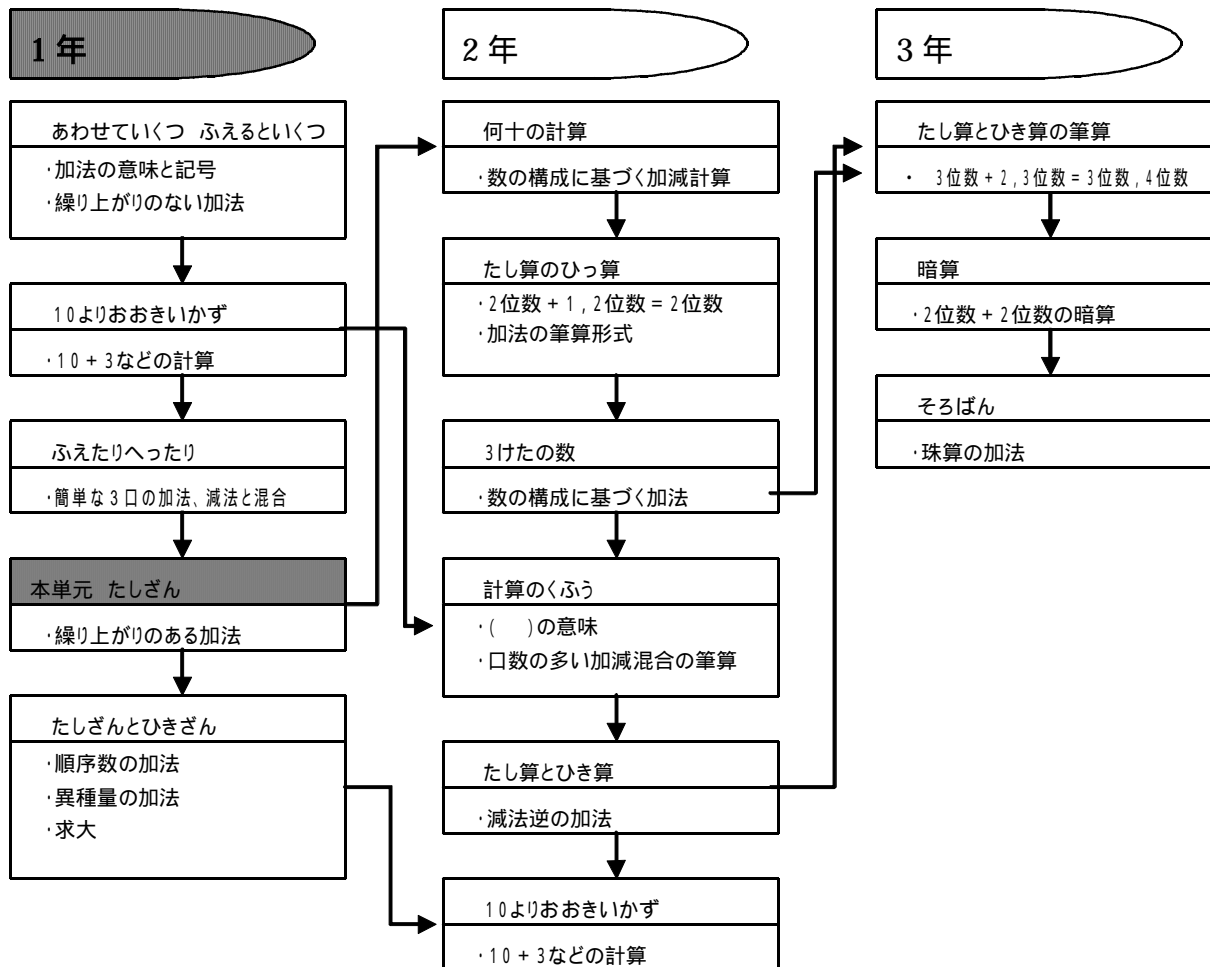 1年
あわせていくつ ふえるといくつ
・加法の意味と記号
・繰り上がりのない加法
10よりおおきいかず
・10+3などの計算
ふえたりへったり
・簡単な3口の加法、減法と混合
本単元 たしざん
・繰り上がりのある加法
たしざんとひきざん
・順序数の加法
・異種量の加法
・求大
2年
何十の計算
・数の構成に基づく加減計算
たし算のひっ算
・2位数+1,2位数=2位数
・加法の筆算形式
3けたの数
・数の構成に基づく加法
計算のくふう
・(　)の意味
・口数の多い加減混合の筆算
たし算とひき算
・減法逆の加法
10よりおおきいかず
・10+3などの計算
3年
たし算とひき算の筆算
・ 3位数+2,3位数=3位数,4位数
暗算
・2位数+2位数の暗算
そろばん
・珠算の加法